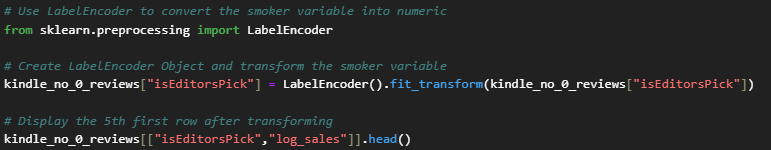 # Use LabelEncoder to convert the smoker variable into numeric
from sklearn.preprocessing import LabelEncoder
# Create LabelEncoder Object and transform the smoker variable
kindle_no_0_reviews["isEditorsPick"] = LabelEncoder().fit_transform(kindle_no_0_reviews["isEditorsPick"])
# Display the 5th first row after transforming
kindle_no_0_reviews[["isEditorsPick","log_sales"]].head()